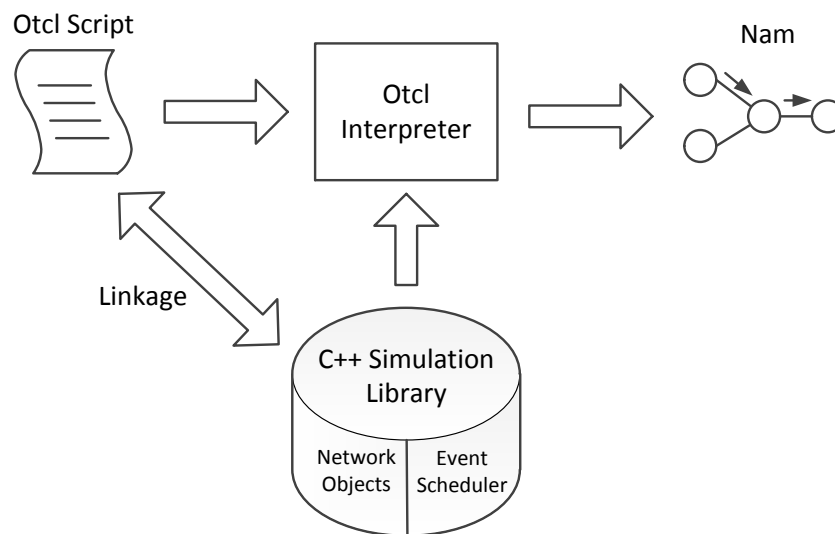 Otcl Script
Nam
Otcl
Interpreter
Linkage
C++ Simulation
Library
Network
Objects
Event
Scheduler